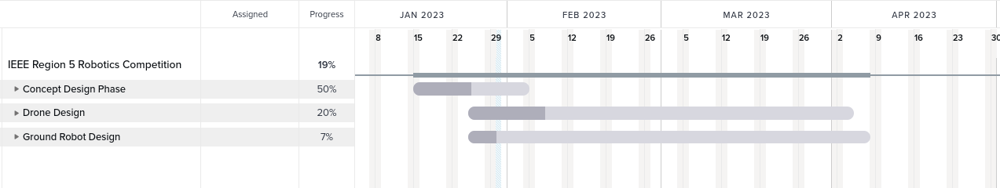 Assigned Progress JAN 2023 FEB 2023 MAR 2023 APR 2023
8 15 22 29 5 12 19 26 5 12 19 26 2 9 16 23 30
IEEE Region 5 Robotics Competition 19%
Concept Design Phase 50%
Drone Design 20%
Ground Robot Design 7%